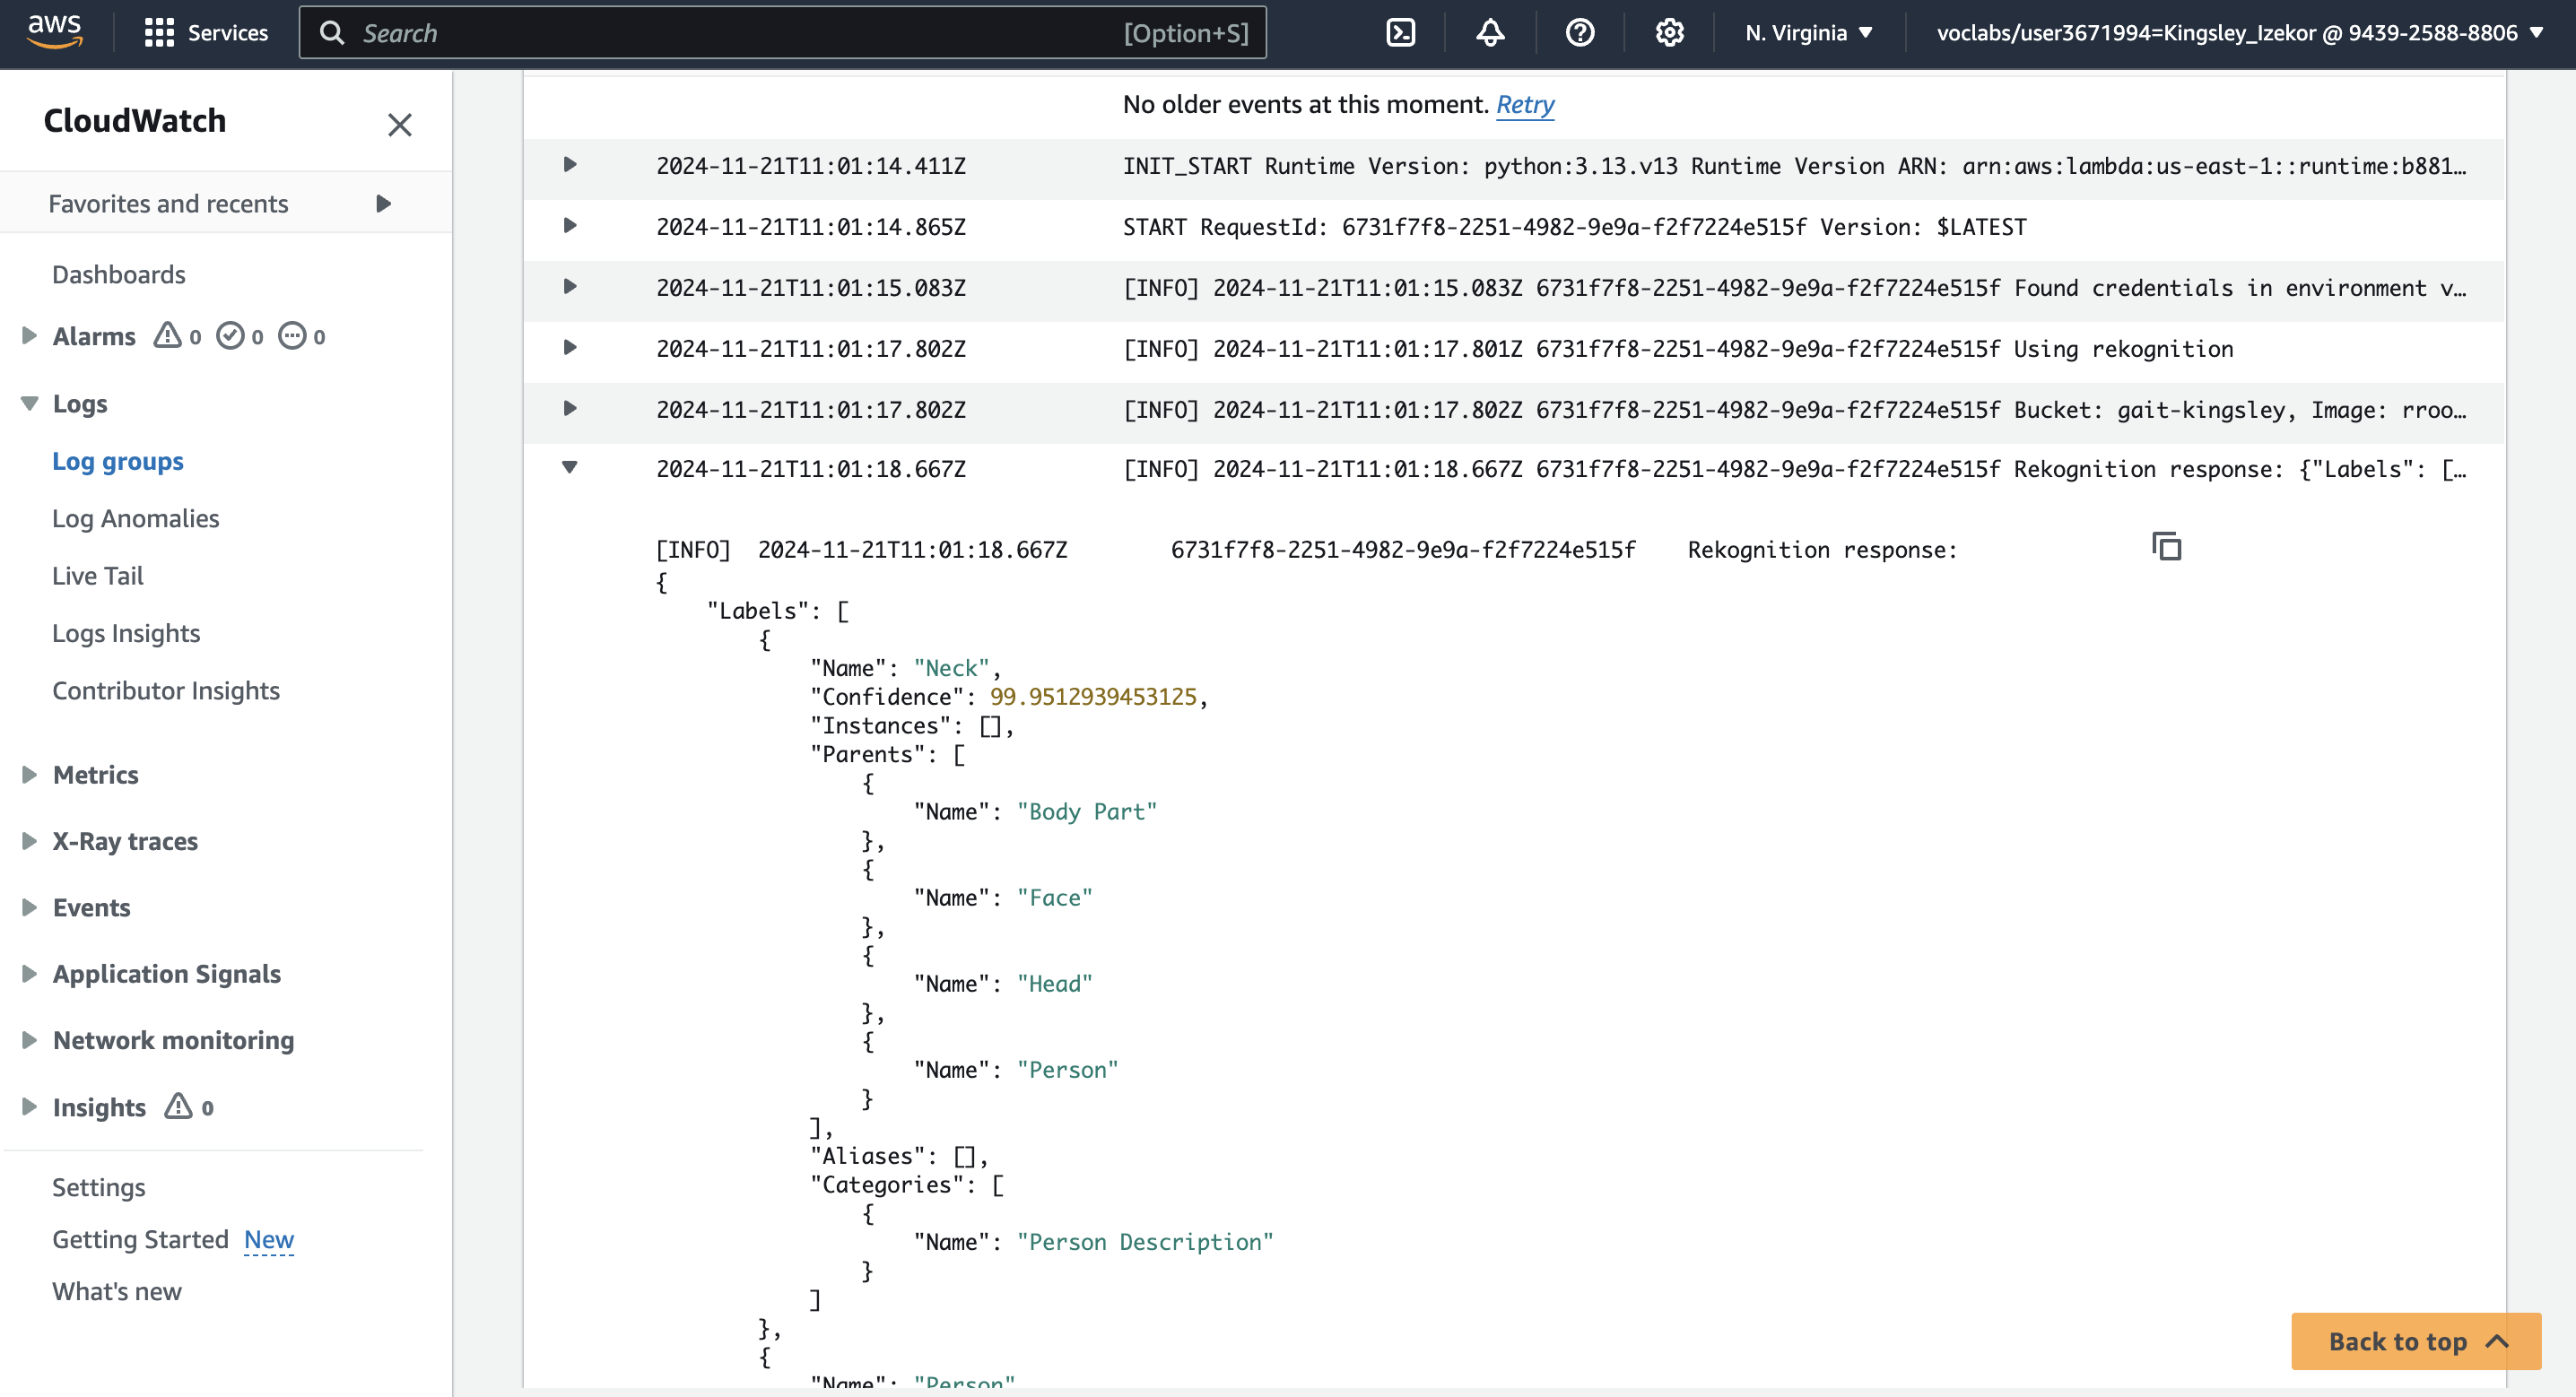 aws Services Search [Option+S] N. Virginia voclabs/user3671994=Kingsley_Izekor @ 9439-2588-8806
CloudWatch
Favorites and recents
Dashboards
Alarms 0 0 0
Logs
Log groups
Log Anomalies
Live Tail
Logs Insights
Contributor Insights
Metrics
X-Ray traces
Events
Application Signals
Network monitoring
Insights 0
Settings
Getting Started New
What's new
No older events at this moment. Retry
2024-11-21T11:01:14.411Z INIT_START Runtime Version: python:3.13.v13 Runtime Version ARN: arn:aws:lambda:us-east-1::runtime:b881…
2024-11-21T11:01:14.865Z START RequestId: 6731f7f8-2251-4982-9e9a-f2f7224e515f Version: $LATEST
2024-11-21T11:01:15.083Z [INFO] 2024-11-21T11:01:15.083Z 6731f7f8-2251-4982-9e9a-f2f7224e515f Found credentials in environment v…
2024-11-21T11:01:17.802Z [INFO] 2024-11-21T11:01:17.801Z 6731f7f8-2251-4982-9e9a-f2f7224e515f Using rekognition
2024-11-21T11:01:17.802Z [INFO] 2024-11-21T11:01:17.802Z 6731f7f8-2251-4982-9e9a-f2f7224e515f Bucket: gait-kingsley, Image: rroo…
2024-11-21T11:01:18.667Z [INFO] 2024-11-21T11:01:18.667Z 6731f7f8-2251-4982-9e9a-f2f7224e515f Rekognition response: {"Labels": […
[INFO] 2024-11-21T11:01:18.667Z 6731f7f8-2251-4982-9e9a-f2f7224e515f Rekognition response:
{
"Labels": [
{
"Name": "Neck",
"Confidence": 99.9512939453125,
"Instances": [],
"Parents": [
{
"Name": "Body Part"
},
{
"Name": "Face"
},
{
"Name": "Head"
},
{
"Name": "Person"
}
],
"Aliases": [],
"Categories": [
{
"Name": "Person Description"
}
]
},
{
"Name": "Person"
Back to top